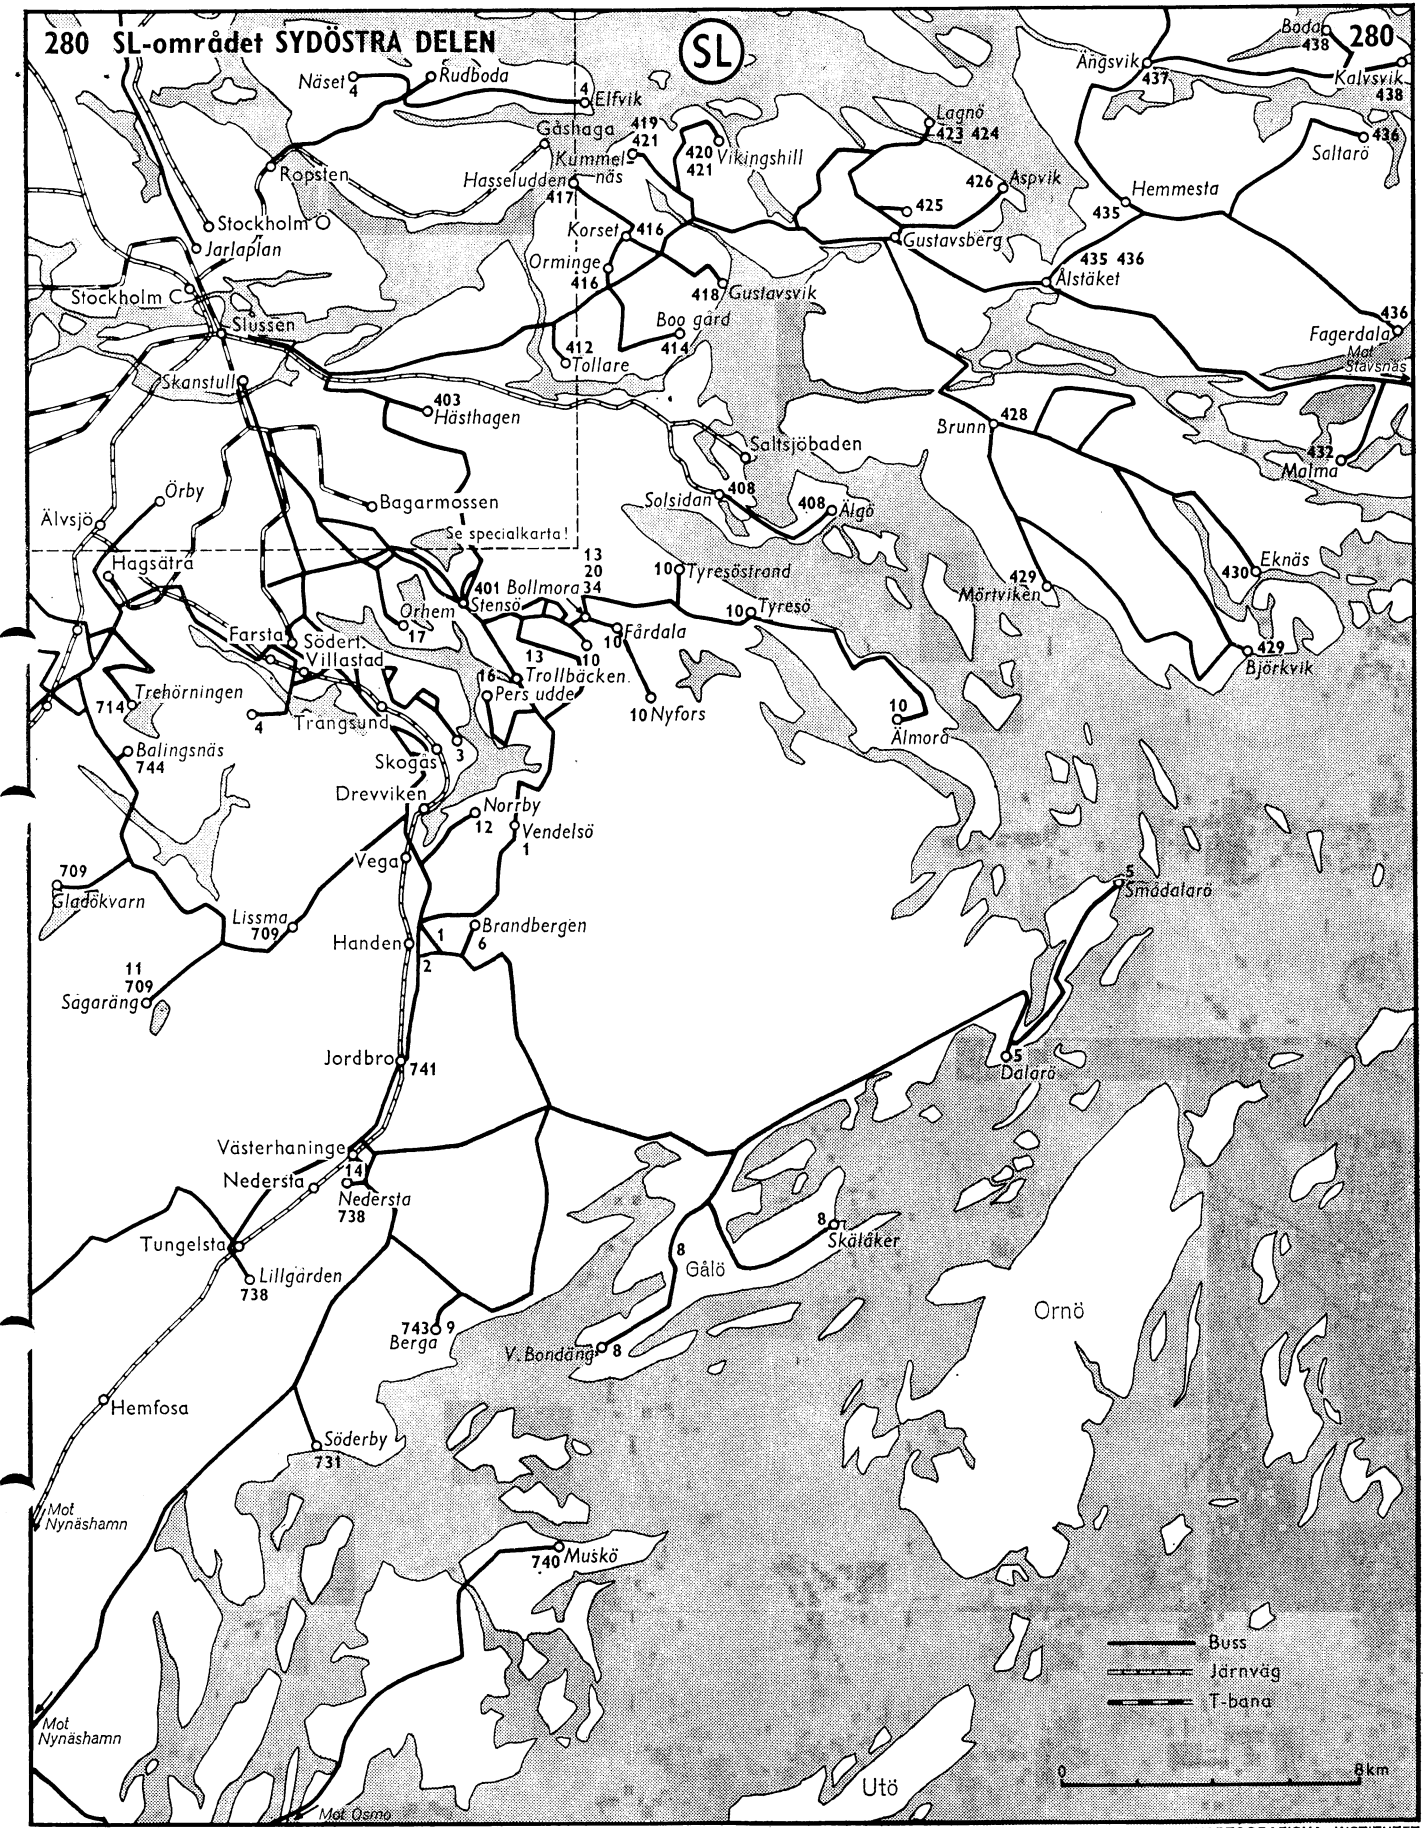 280 SL-området SYDÖSTRA DELEN
SL
280
Boda
438
Ängsvik
437
Kalvsvik
438
Näset
4
Rudboda
4
Elfvik
Gåshaga
419
421
Kummel-
näs
420
421
Vikingshill
Lagnö
423 424
436
Saltarö
Ropsten
Hasseludden
417
426
Aspvik
425
Hemmesta
435
Stockholm Ö
Jarlaplan
Korset
416
Gustavsberg
435 436
Ålstäket
Orminge
416
418
Gustavsvik
Stockholm C
Slussen
Boo gård
414
436
Fagerdala
Mot
Stavsnäs
412
Tollare
Skanstull
403
Hästhagen
Brunn
428
Saltsjöbaden
432
Malma
Örby
Bagarmossen
Solsidan
408
408
Älgö
Älvsjö
Se specialkarta!
Hagsätra
13
20
34
401
Bollmora
Stensö
10
Tyresöstrand
Eknäs
430
429
Mörtviken
Orhem
17
10
Tyresö
Farsta
Södert.
Villastad
10
Fårdala
10
13
Trollbäcken.
429
Björkvik
16
Pers udde
Trehörningen
714
4
Trångsund
10
Nyfors
10
Älmora
Balingsnäs
744
Skogås
3
Drevviken
Norrby
12
Vendelsö
1
Vega
709
Gladökvarn
5
Smådalarö
Lissma
709
Handen
1
2
Brandbergen
6
11
709
Sågaräng
Jordbro
741
5
Dalarö
Västerhaninge
14
Nedersta
Nedersta
738
8
Skälåker
Tungelsta
8
Gålö
Lillgården
738
Ornö
743
9
Berga
V. Bondäng
8
Hemfosa
Söderby
731
Mot
Nynäshamn
740
Muskö
Buss
Järnväg
T-bana
Mot
Nynäshamn
0
8km
Utö
Mot Ösmo